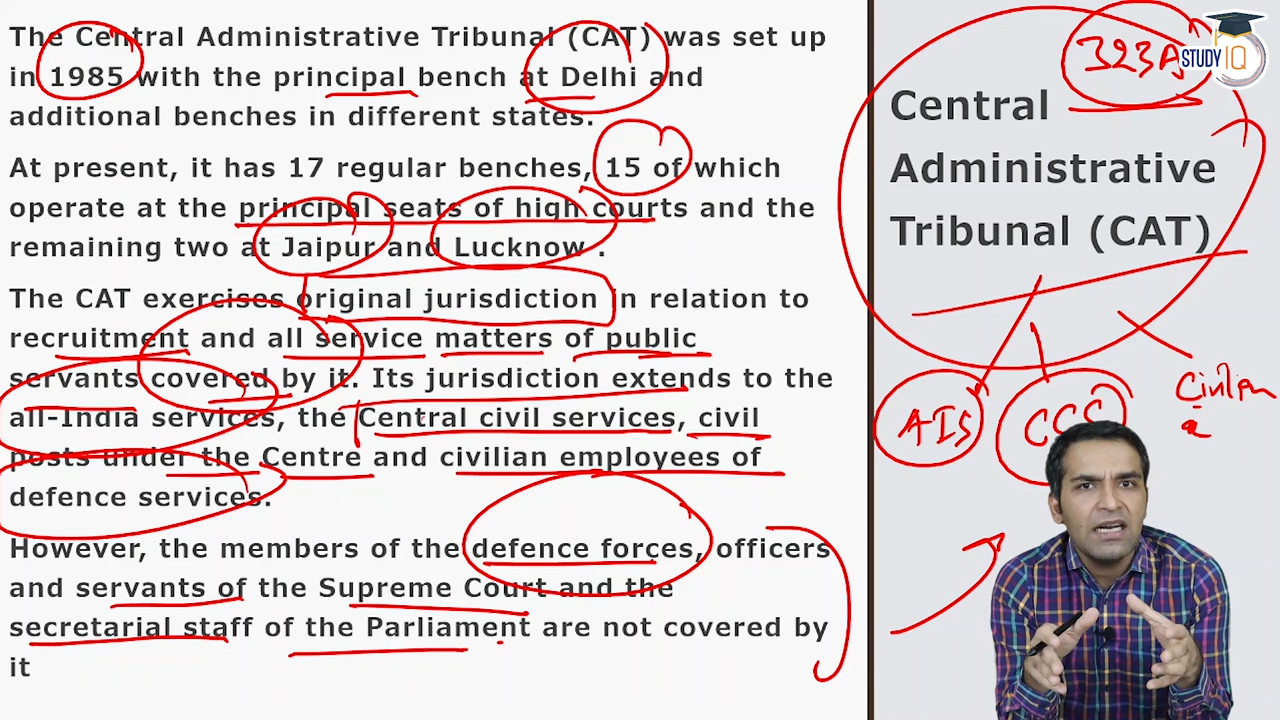 The Central Administrative Tribunal (CAT) was set up
in 1985 with the principal bench at Delhi and
additional benches in different states.
At present, it has 17 regular benches, 15 of which
operate at the principal seats of high courts and the
remaining two at Jaipur and Lucknow .
The CAT exercises original jurisdiction in relation to
recruitment and all service matters of public
servants covered by it. Its jurisdiction extends to the
all-India services, the Central civil services, civil
posts under the Centre and civilian employees of
defence services.
However, the members of the defence forces, officers
and servants of the Supreme Court and the
secretarial staff of the Parliament are not covered by
it
323A
STUDY IQ
Central
Administrative
Tribunal (CAT)
AIS